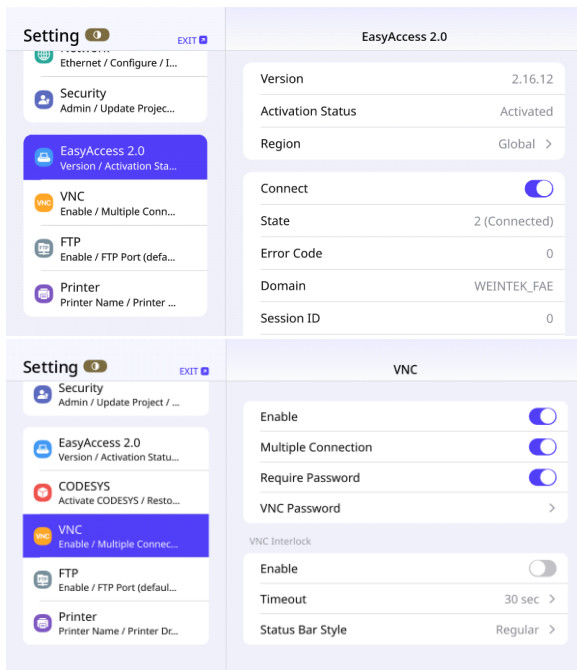 Setting
EXIT
EasyAccess 2.0
Ethernet / Configure / I...
Security
Admin / Update Projec...
EasyAccess 2.0
Version / Activation Sta...
VNC
VNC
Enable / Multiple Conn...
FTP
FTP
Enable / FTP Port (defa...
Printer
Printer Name / Printer ...
Version
2.16.12
Activation Status
Activated
Region
Global >
Connect
State
2 (Connected)
Error Code
0
Domain
WEINTEK_FAE
Session ID
0
Setting
EXIT
VNC
Security
Admin / Update Project / ...
EasyAccess 2.0
Version / Activation Statu...
CODESYS
Activate CODESYS / Resto...
VNC
VNC
Enable / Multiple Connec...
FTP
FTP
Enable / FTP Port (defaul...
Printer
Printer Name / Printer Dr...
Enable
Multiple Connection
Require Password
VNC Password >
VNC Interlock
Enable
Timeout
30 sec >
Status Bar Style
Regular >